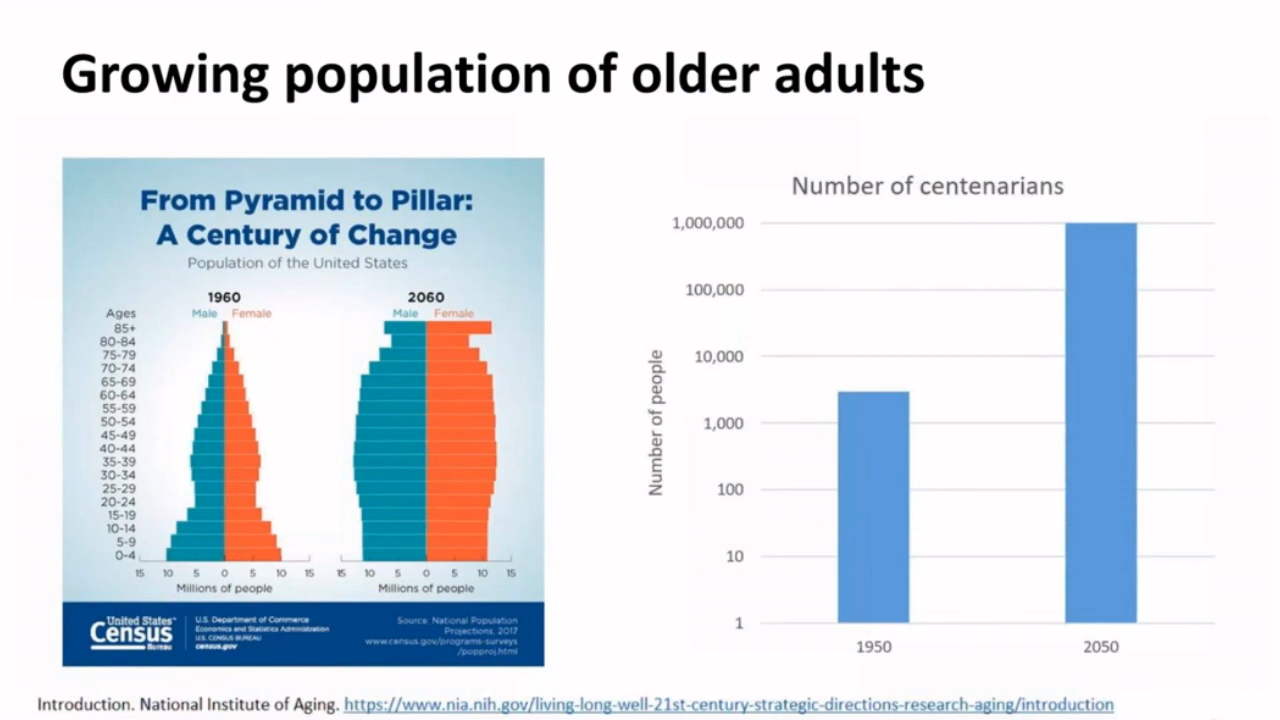 Growing population of older adults
From Pyramid to Pillar:
A Century of Change
Population of the United States
1960
2060
Ages
Male
Female
Male
Female
85+
80-84
75-79
70-74
65-69
60-64
55-59
50-54
45-49
40-44
35-39
30-34
25-29
20-24
15-19
10-14
5-9
0-4
15 10 5 0 5 10 15
15 10 5 0 5 10 15
Millions of people
Millions of people
United States™
Census
Bureau
U.S. Department of Commerce
Economics and Statistics Administration
U.S. CENSUS BUREAU
census.gov
Source: National Population
Projections, 2017
www.census.gov/programs-surveys
/popproj.html
Number of centenarians
Number of people
1,000,000
100,000
10,000
1,000
100
10
1
1950
2050
Introduction. National Institute of Aging. https://www.nia.nih.gov/living-long-well-21st-century-strategic-directions-research-aging/introduction